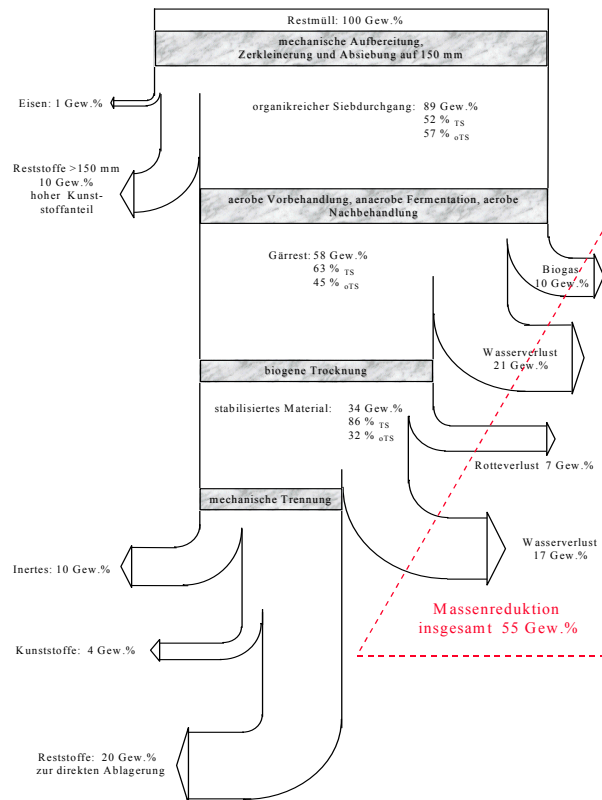 Restmüll: 100 Gew.%
mechanische Aufbereitung,
Zerkleinerung und Absiebung auf 150 mm
Eisen: 1 Gew.%
organikreicher Siebdurchgang: 89 Gew.%
52 % TS
57 % oTS
Reststoffe >150 mm
10 Gew.%
hoher Kunst-
stoffanteil
aerobe Vorbehandlung, anaerobe Fermentation, aerobe
Nachbehandlung
Gärrest: 58 Gew.%
63 % TS
45 % oTS
Biogas
10 Gew.%
Wasserverlust
21 Gew.%
biogene Trocknung
stabilisiertes Material: 34 Gew.%
86 % TS
32 % oTS
Rotteverlust 7 Gew.%
mechanische Trennung
Wasserverlust
17 Gew.%
Inertes: 10 Gew.%
Massenreduktion
insgesamt 55 Gew.%
Kunststoffe: 4 Gew.%
Reststoffe: 20 Gew.%
zur direkten Ablagerung